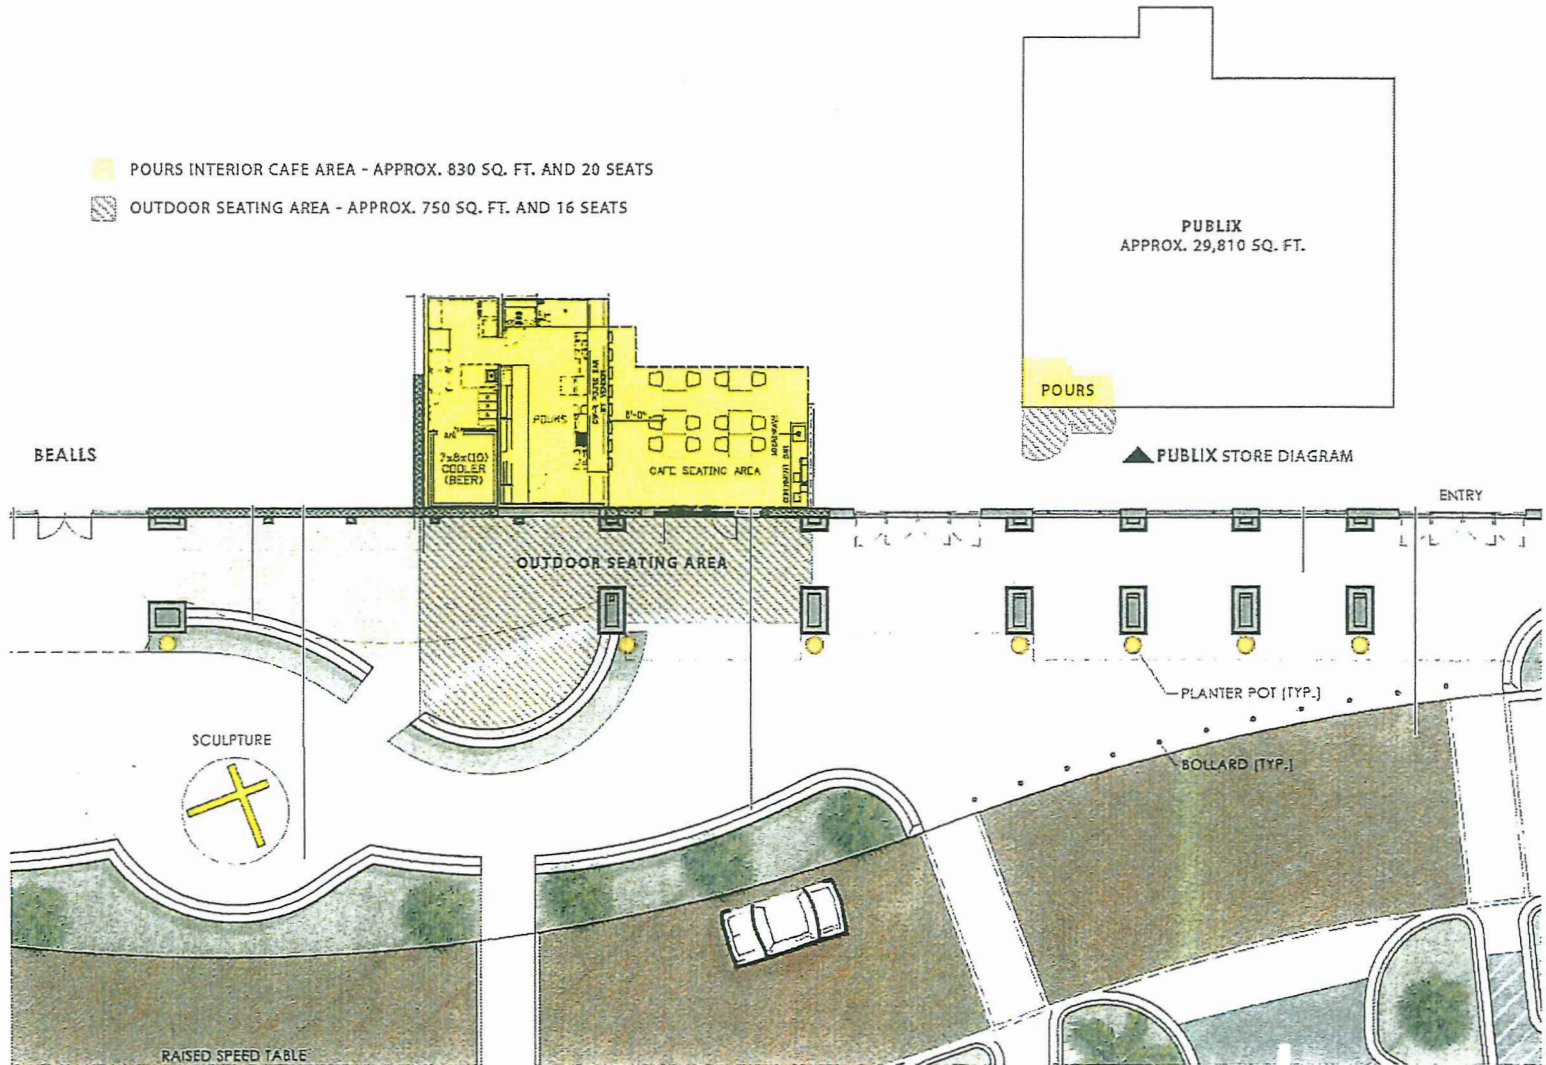 POURS INTERIOR CAFE AREA - APPROX. 830 SQ. FT. AND 20 SEATS
OUTDOOR SEATING AREA - APPROX. 750 SQ. FT. AND 16 SEATS
PUBLIX
APPROX. 29,810 SQ. FT.
POURS
PUBLIX STORE DIAGRAM
BEALLS
POURS
7x8x(10)
COOLER
(BEER)
CAFE SEATING AREA
ENTRY
OUTDOOR SEATING AREA
PLANTER POT (TYP.)
BOLLARD (TYP.)
SCULPTURE
RAISED SPEED TABLE